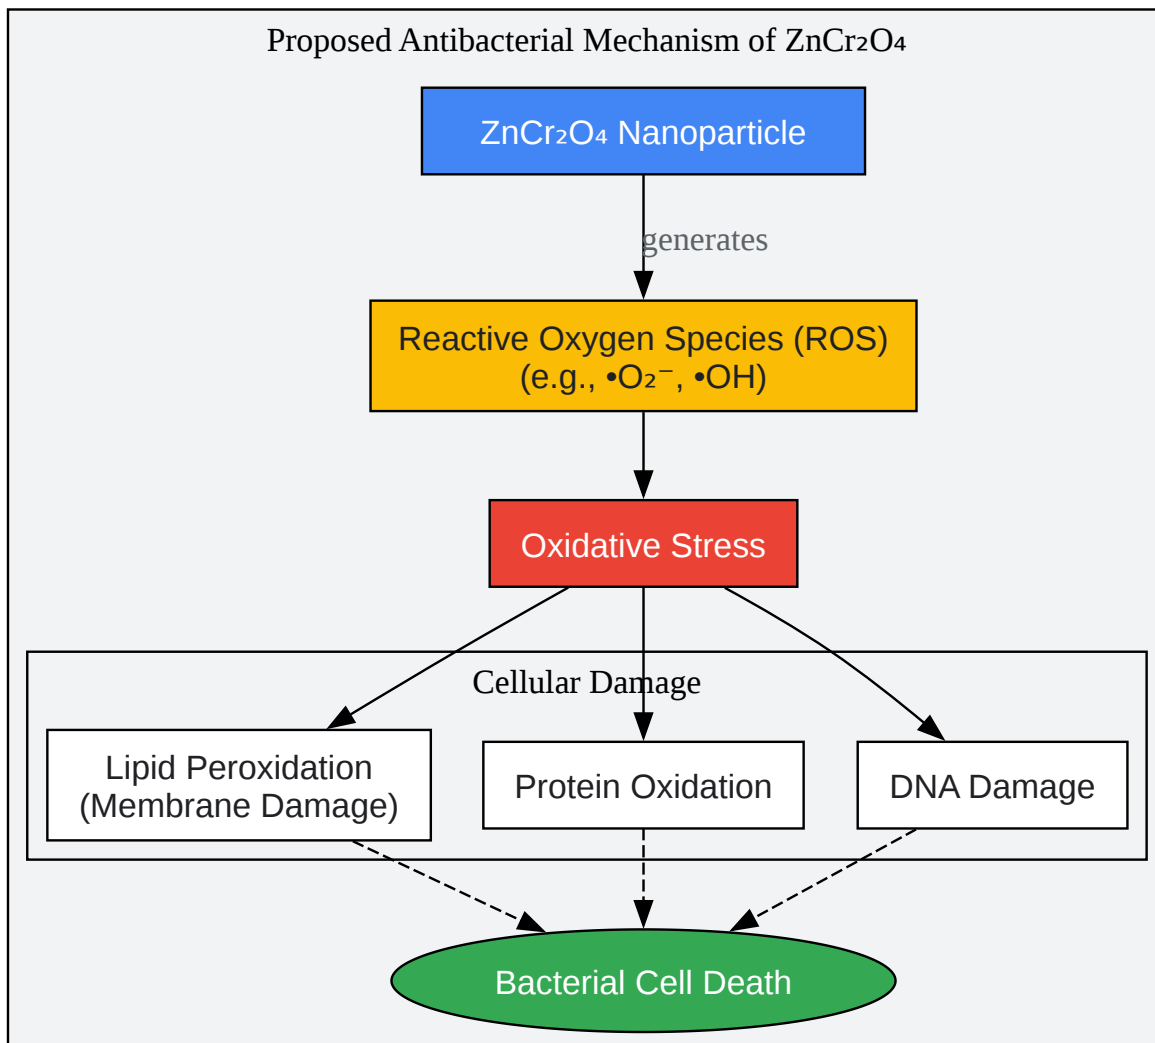 Proposed Antibacterial Mechanism of ZnCr₂O₄
ZnCr₂O₄ Nanoparticle
generates
Reactive Oxygen Species (ROS)
(e.g., •O₂⁻, •OH)
Oxidative Stress
Cellular Damage
Lipid Peroxidation
(Membrane Damage)
Protein Oxidation
DNA Damage
Bacterial Cell Death